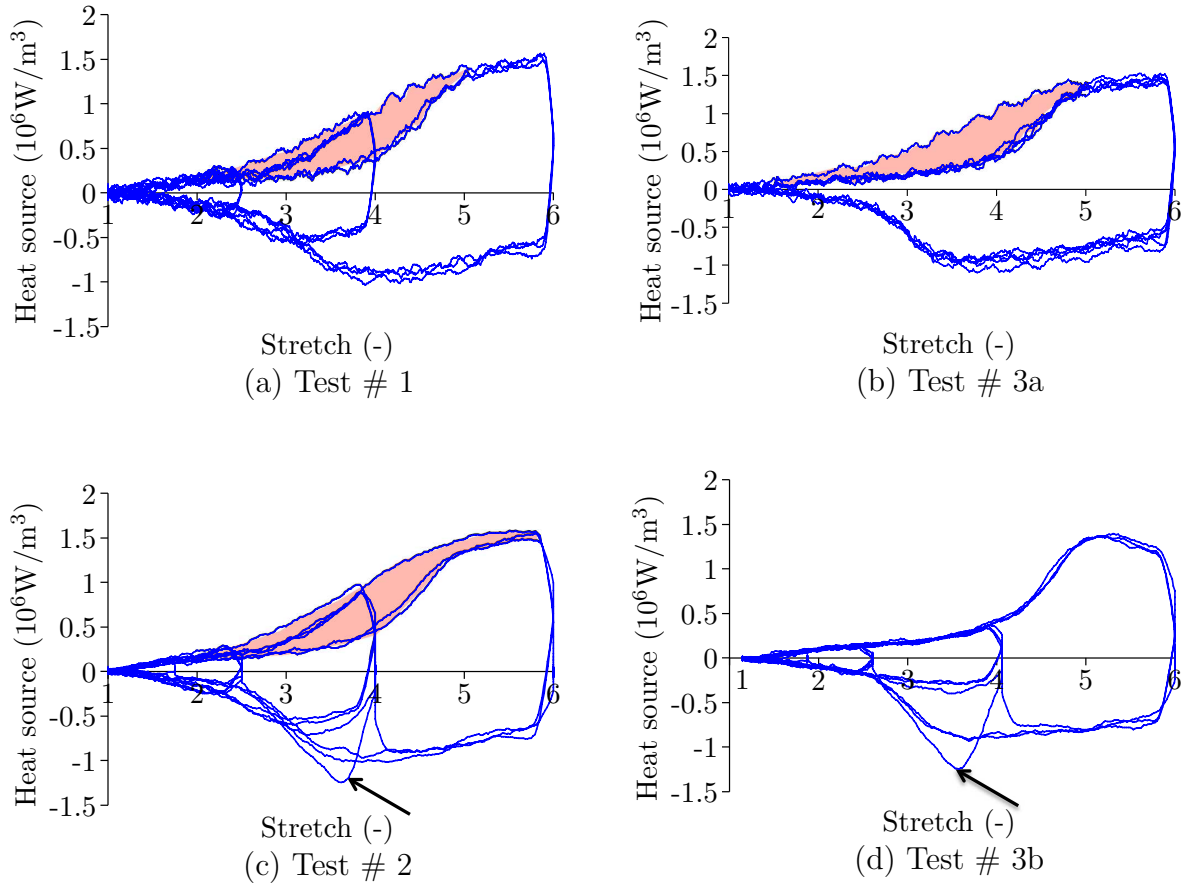 2
1.5
1
0.5
0
-0.5
-1
-1.5
1 2 3 4 5 6
Heat source (10⁶W/m³)
Stretch (-)
(a) Test # 1
2
1.5
1
0.5
0
-0.5
-1
-1.5
1 2 3 4 5 6
Heat source (10⁶W/m³)
Stretch (-)
(b) Test # 3a
2
1.5
1
0.5
0
-0.5
-1
-1.5
1 2 3 4 5 6
Heat source (10⁶W/m³)
Stretch (-)
(c) Test # 2
2
1.5
1
0.5
0
-0.5
-1
-1.5
1 2 3 4 5 6
Heat source (10⁶W/m³)
Stretch (-)
(d) Test # 3b